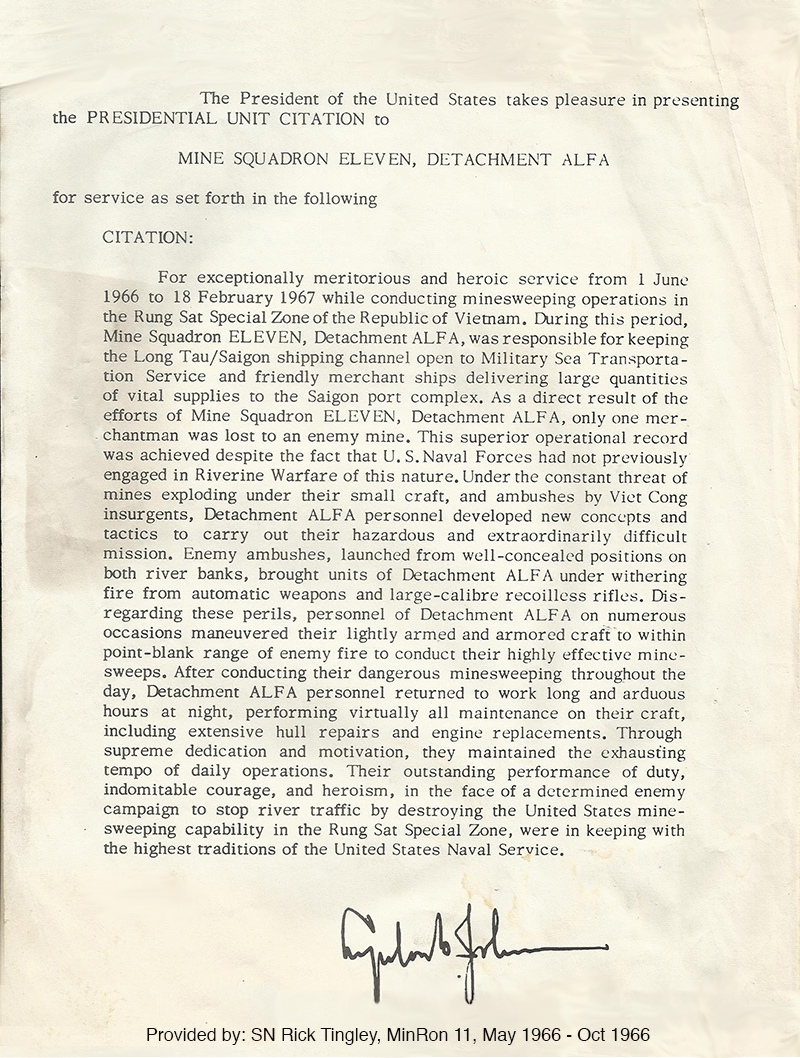 The President of the United States takes pleasure in presenting
the PRESIDENTIAL UNIT CITATION to
MINE SQUADRON ELEVEN, DETACHMENT ALFA
for service as set forth in the following
CITATION:
For exceptionally meritorious and heroic service from 1 June
1966 to 18 February 1967 while conducting minesweeping operations in
the Rung Sat Special Zone of the Republic of Vietnam. During this period,
Mine Squadron ELEVEN, Detachment ALFA, was responsible for keeping
the Long Tau/Saigon shipping channel open to Military Sea Transporta-
tion Service and friendly merchant ships delivering large quantities
of vital supplies to the Saigon port complex. As a direct result of the
efforts of Mine Squadron ELEVEN, Detachment ALFA, only one mer-
chantman was lost to an enemy mine. This superior operational record
was achieved despite the fact that U.S. Naval Forces had not previously
engaged in Riverine Warfare of this nature. Under the constant threat of
mines exploding under their small craft, and ambushes by Viet Cong
insurgents, Detachment ALFA personnel developed new concepts and
tactics to carry out their hazardous and extraordinarily difficult
mission. Enemy ambushes, launched from well-concealed positions on
both river banks, brought units of Detachment ALFA under withering
fire from automatic weapons and large-calibre recoilless rifles. Dis-
regarding these perils, personnel of Detachment ALFA on numerous
occasions maneuvered their lightly armed and armored craft to within
point-blank range of enemy fire to conduct their highly effective mine-
sweeps. After conducting their dangerous minesweeping throughout the
day, Detachment ALFA personnel returned to work long and arduous
hours at night, performing virtually all maintenance on their craft,
including extensive hull repairs and engine replacements. Through
supreme dedication and motivation, they maintained the exhausting
tempo of daily operations. Their outstanding performance of duty,
indomitable courage, and heroism, in the face of a determined enemy
campaign to stop river traffic by destroying the United States mine-
sweeping capability in the Rung Sat Special Zone, were in keeping with
the highest traditions of the United States Naval Service.
Lyndon B Johnson
Provided by: SN Rick Tingley, MinRon 11, May 1966 - Oct 1966